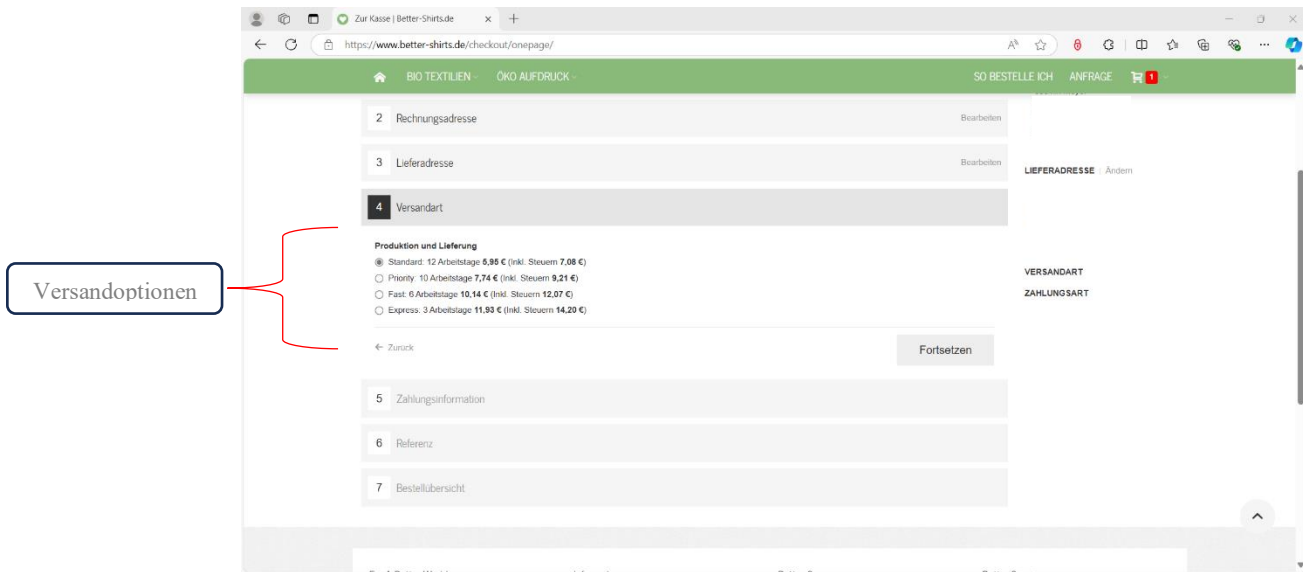 Zur Kasse | Better-Shirts.de
https://www.better-shirts.de/checkout/onepage/
BIO TEXTILIEN ÖKO AUFDRUCK SO BESTELLE ICH ANFRAGE 1
2 Rechnungsadresse Bearbeiten
3 Lieferadresse Bearbeiten
LIEFERADRESSE | Ändern
4 Versandart
Produktion und Lieferung
Standard: 12 Arbeitstage 5,95 € (Inkl. Steuern 7,08 €)
Priority: 10 Arbeitstage 7,74 € (Inkl. Steuern 9,21 €)
Fast: 6 Arbeitstage 10,14 € (Inkl. Steuern 12,07 €)
Express: 3 Arbeitstage 11,93 € (Inkl. Steuern 14,20 €)
VERSANDART
ZAHLUNGSART
Versandoptionen
Zurück
Fortsetzen
5 Zahlungsinformation
6 Referenz
7 Bestellübersicht